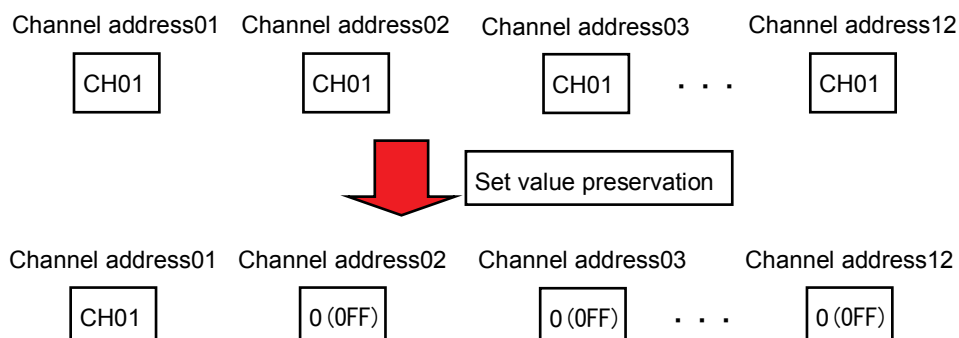 Channel address01 Channel address02 Channel address03 Channel address12
CH01 CH01 CH01 · · · CH01
Set value preservation
Channel address01 Channel address02 Channel address03 Channel address12
CH01 0(OFF) 0(OFF) · · · 0(OFF)